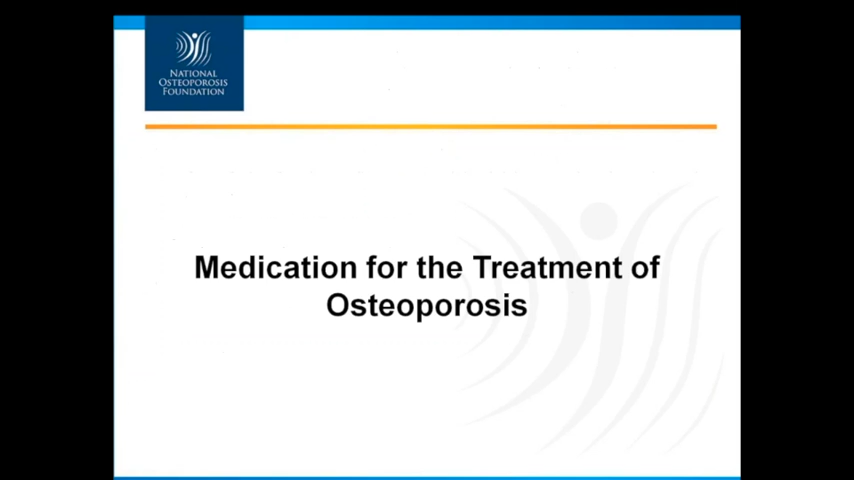 NATIONAL
OSTEOPOROSIS
FOUNDATION
Medication for the Treatment of
Osteoporosis